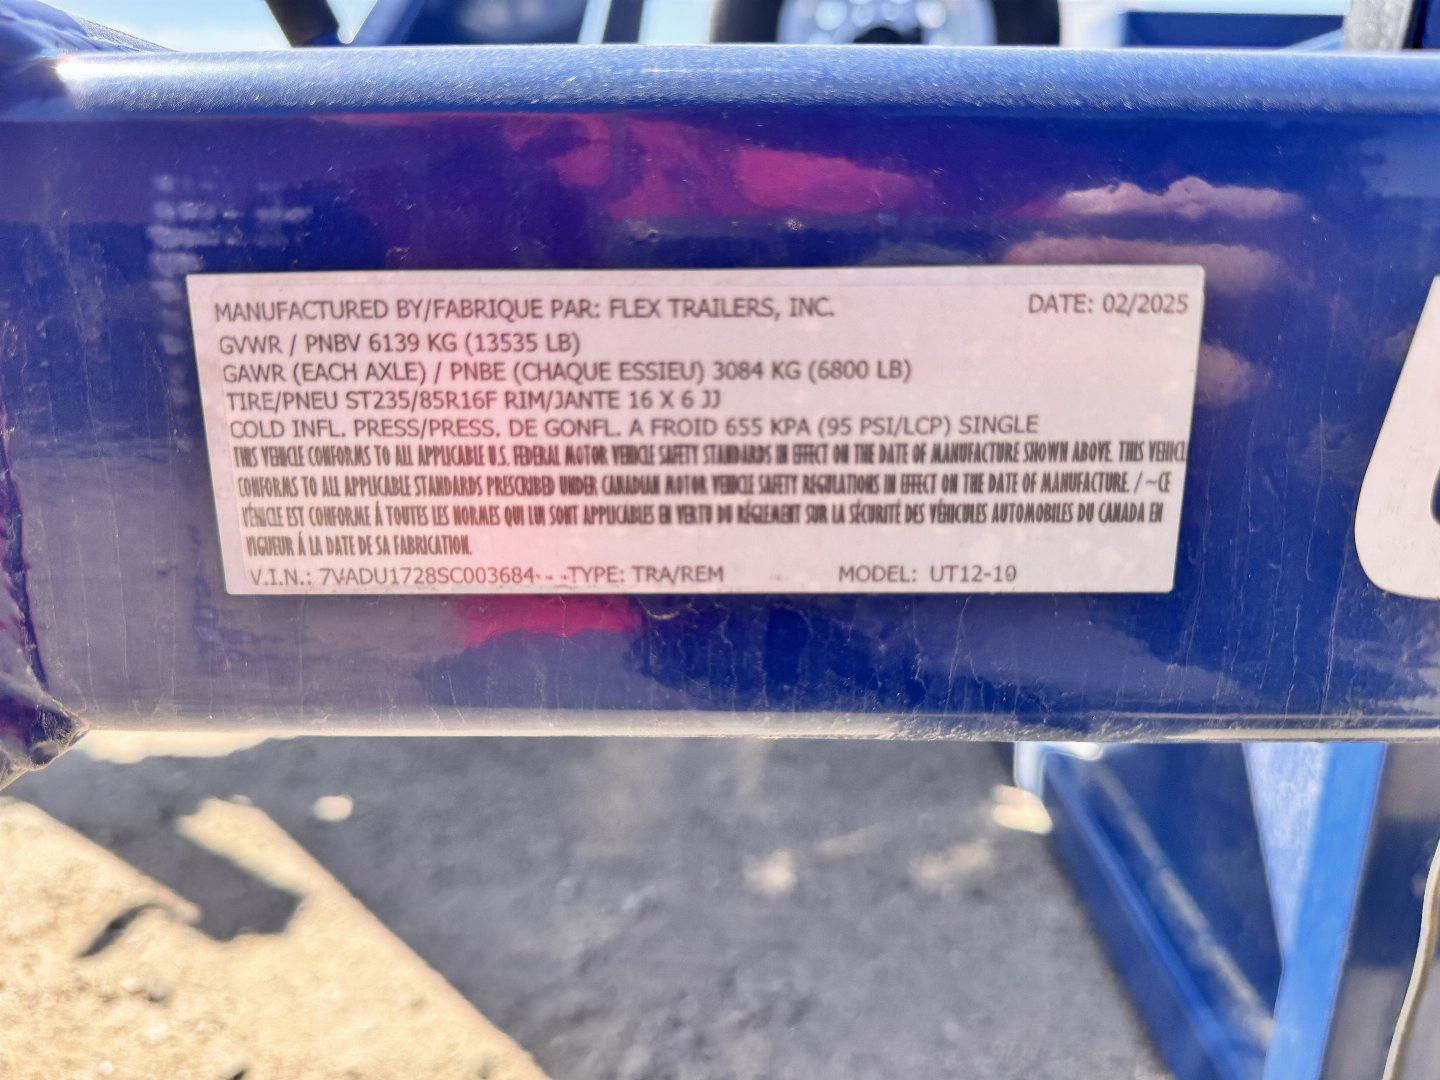 MANUFACTURED BY/FABRIQUE PAR: FLEX TRAILERS, INC. DATE: 02/2025
GVWR / PNBV 6139 KG (13535 LB)
GAWR (EACH AXLE) / PNBE (CHAQUE ESSIEU) 3084 KG (6800 LB)
TIRE/PNEU ST235/85R16F RIM/JANTE 16 X 6 JJ
COLD INFL. PRESS/PRESS. DE GONFL. A FROID 655 KPA (95 PSI/LCP) SINGLE
THIS VEHICLE CONFORMS TO ALL APPLICABLE U.S. FEDERAL MOTOR VEHICLE SAFETY STANDARDS IN EFFECT ON THE DATE OF MANUFACTURE SHOWN ABOVE. THIS VEHICL
CONFORMS TO ALL APPLICABLE STANDARDS PRESCRIBED UNDER CANADIAN MOTOR VEHICLE SAFETY REGULATIONS IN EFFECT ON THE DATE OF MANUFACTURE. / ~CE
VÉHICLE EST CONFORME À TOUTES LES NORMES QUI LUI SONT APPLICABLES EN VERTU DU RÉGLEMENT SUR LA SÉCURITÉ DES VÉHICULES AUTOMOBILES DU CANADA EN
VIGUEUR Á LA DATE DE SA FABRICATION.
V.I.N.: 7VADU1728SC003684 TYPE: TRA/REM MODEL: UT12-10